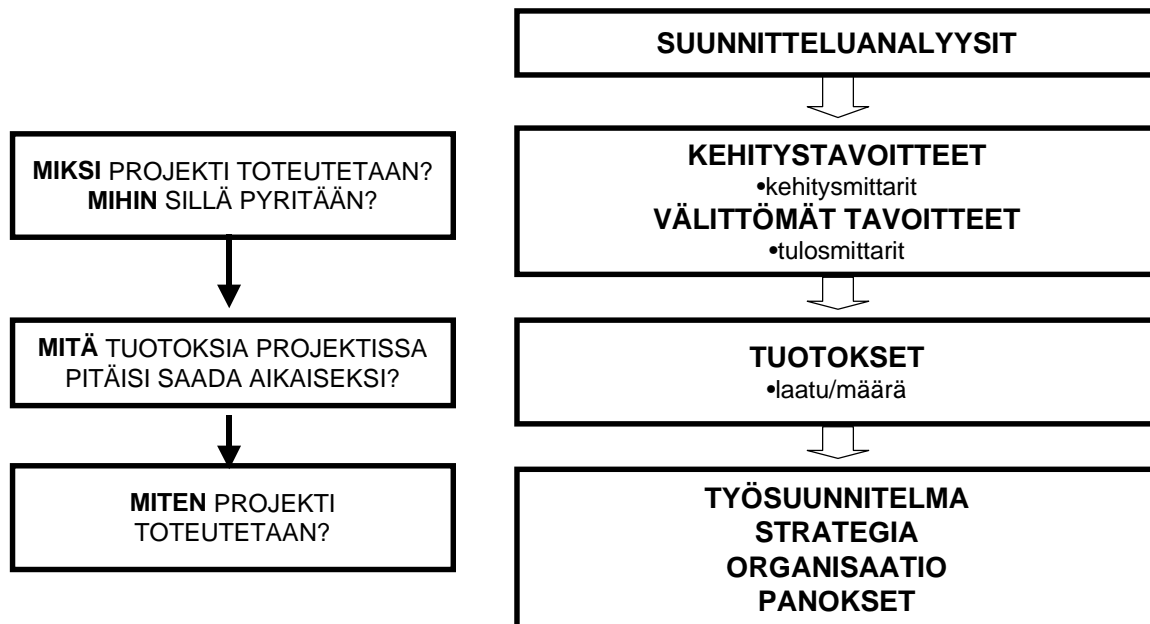 SUUNNITTELUANALYYSIT
MIKSI PROJEKTI TOTEUTETAAN?
MIHIN SILLÄ PYRITÄÄN?
KEHITYSTAVOITTEET
•kehitysmittarit
VÄLITTÖMÄT TAVOITTEET
•tulosmittarit
MITÄ TUOTOKSIA PROJEKTISSA
PITÄISI SAADA AIKAISEKSI?
TUOTOKSET
•laatu/määrä
MITEN PROJEKTI
TOTEUTETAAN?
TYÖSUUNNITELMA
STRATEGIA
ORGANISAATIO
PANOKSET